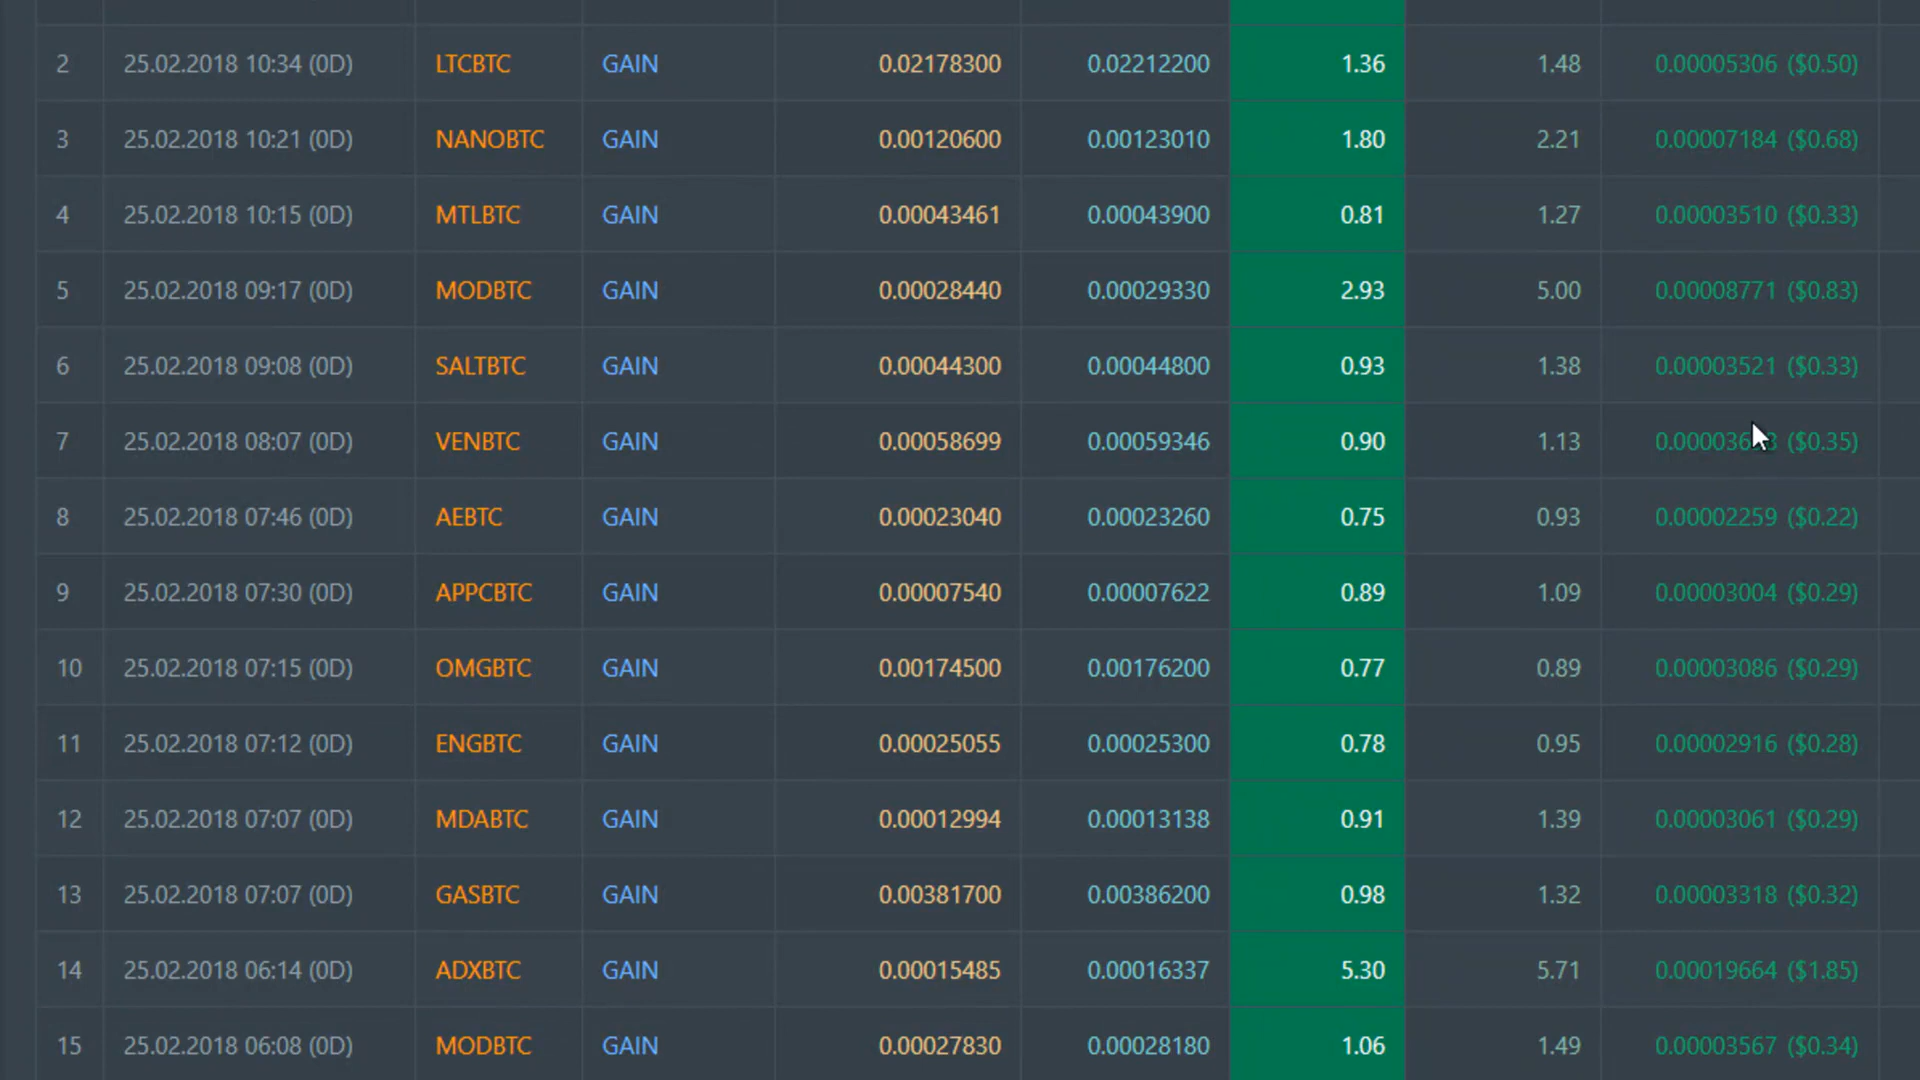 2 25.02.2018 10:34 (0D) LTCBTC GAIN 0.02178300 0.02212200 1.36 1.48 0.00005306 ($0.50)
3 25.02.2018 10:21 (0D) NANOBTC GAIN 0.00120600 0.00123010 1.80 2.21 0.00007184 ($0.68)
4 25.02.2018 10:15 (0D) MTLBTC GAIN 0.00043461 0.00043900 0.81 1.27 0.00003510 ($0.33)
5 25.02.2018 09:17 (0D) MODBTC GAIN 0.00028440 0.00029330 2.93 5.00 0.00008771 ($0.83)
6 25.02.2018 09:08 (0D) SALTBTC GAIN 0.00044300 0.00044800 0.93 1.38 0.00003521 ($0.33)
7 25.02.2018 08:07 (0D) VENBTC GAIN 0.00058699 0.00059346 0.90 1.13 ($0.35)
8 25.02.2018 07:46 (0D) AEBTC GAIN 0.00023040 0.00023260 0.75 0.93 0.00002259 ($0.22)
9 25.02.2018 07:30 (0D) APPCBTC GAIN 0.00007540 0.00007622 0.89 1.09 0.00003004 ($0.29)
10 25.02.2018 07:15 (0D) OMGBTC GAIN 0.00174500 0.00176200 0.77 0.89 0.00003086 ($0.29)
11 25.02.2018 07:12 (0D) ENGBTC GAIN 0.00025055 0.00025300 0.78 0.95 0.00002916 ($0.28)
12 25.02.2018 07:07 (0D) MDABTC GAIN 0.00012994 0.00013138 0.91 1.39 0.00003061 ($0.29)
13 25.02.2018 07:07 (0D) GASBTC GAIN 0.00381700 0.00386200 0.98 1.32 0.00003318 ($0.32)
14 25.02.2018 06:14 (0D) ADXBTC GAIN 0.00015485 0.00016337 5.30 5.71 0.00019664 ($1.85)
15 25.02.2018 06:08 (0D) MODBTC GAIN 0.00027830 0.00028180 1.06 1.49 0.00003567 ($0.34)